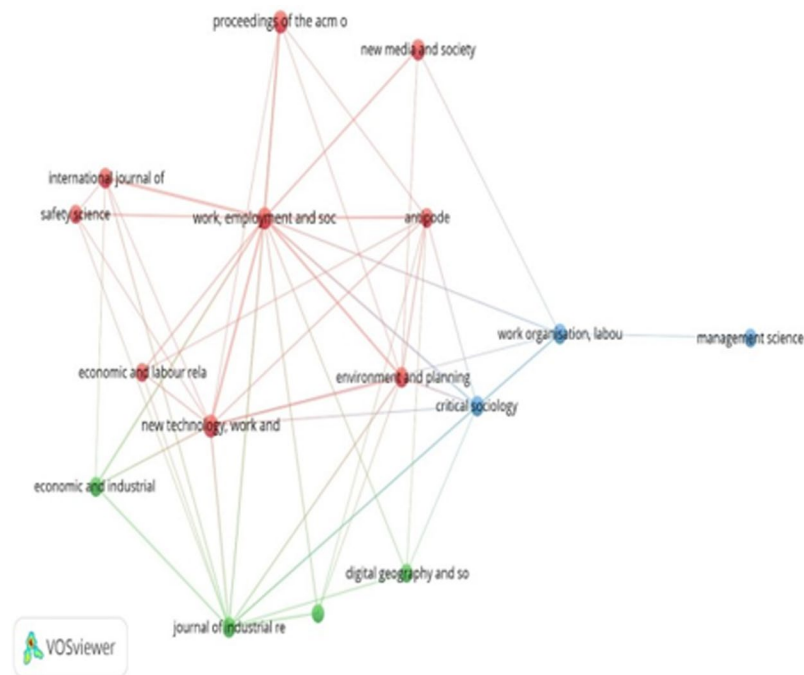 proceedings of the acm o
new media and society
international journal of
safety science
work, employment and soc
antipode
work organisation, labou
management science
economic and labour rela
environment and planning
critical sociology
new technology, work and
economic and industrial
digital geography and so
journal of industrial re
VOSviewer